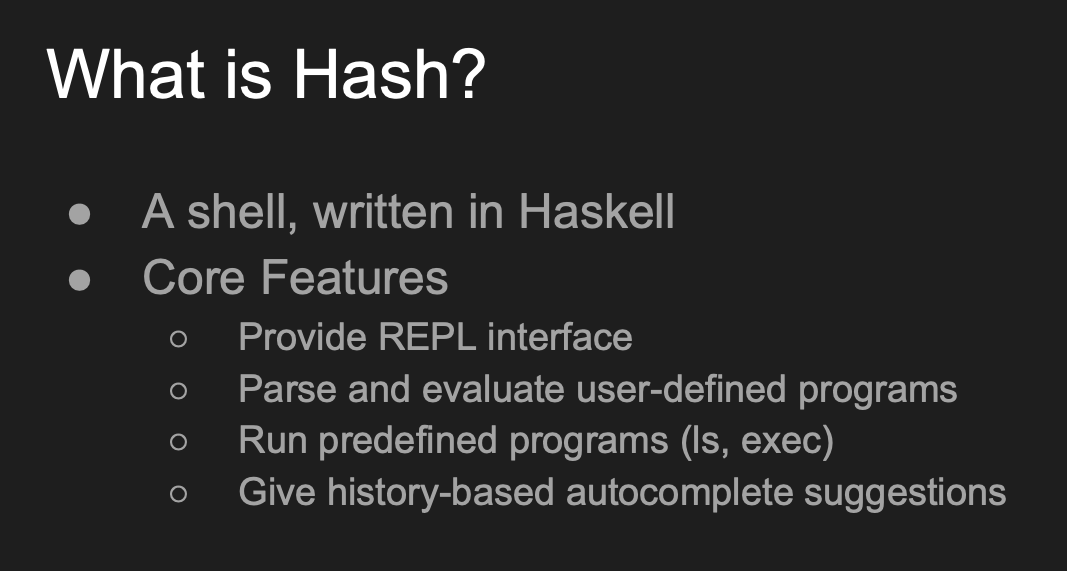 What is Hash?
● A shell, written in Haskell
● Core Features
○ Provide REPL interface
○ Parse and evaluate user-defined programs
○ Run predefined programs (ls, exec)
○ Give history-based autocomplete suggestions